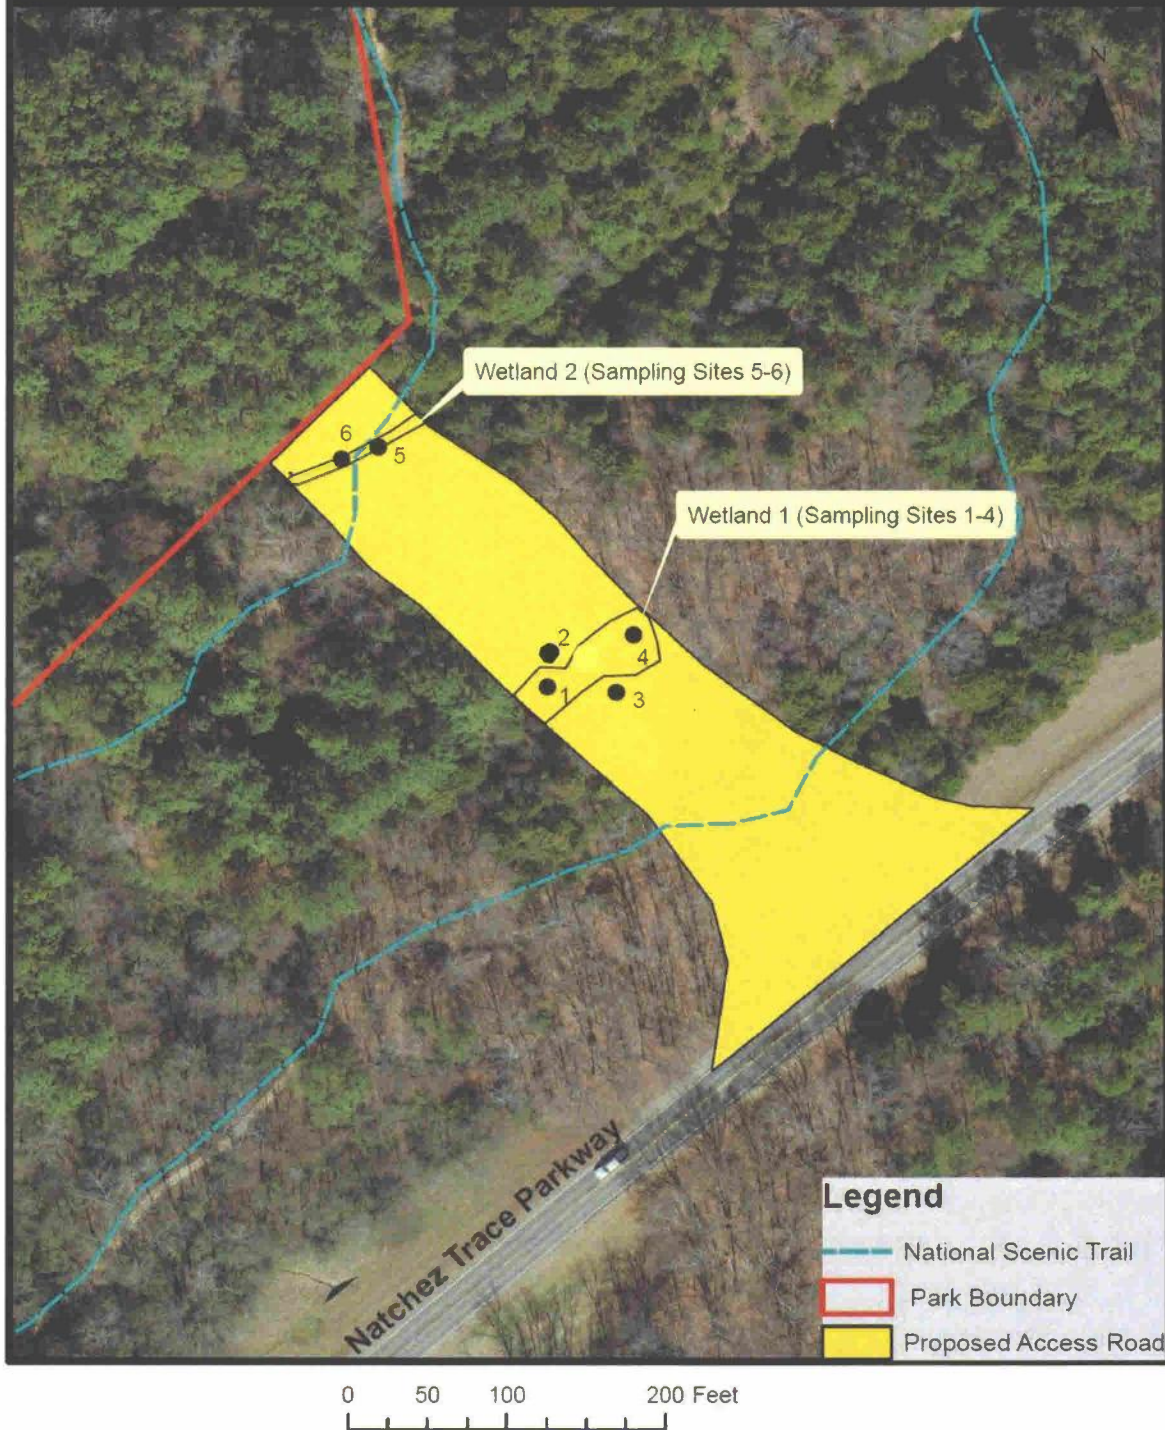 N
Wetland 2 (Sampling Sites 5-6)
6
5
Wetland 1 (Sampling Sites 1-4)
2
4
1
3
Natchez Trace Parkway
Legend
National Scenic Trail
Park Boundary
Proposed Access Road
0 50 100 200 Feet